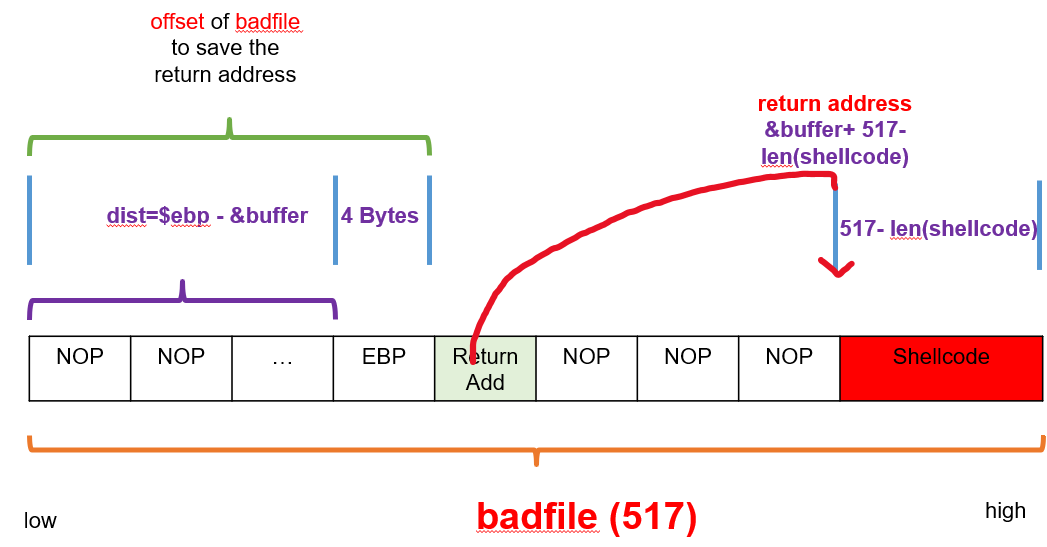 offset of badfile
to save the
return address
return address
&buffer+ 517-
len(shellcode)
dist=$ebp - &buffer
4 Bytes
517- len(shellcode)
NOP
NOP
...
EBP
Return
Add
NOP
NOP
NOP
Shellcode
low
badfile (517)
high